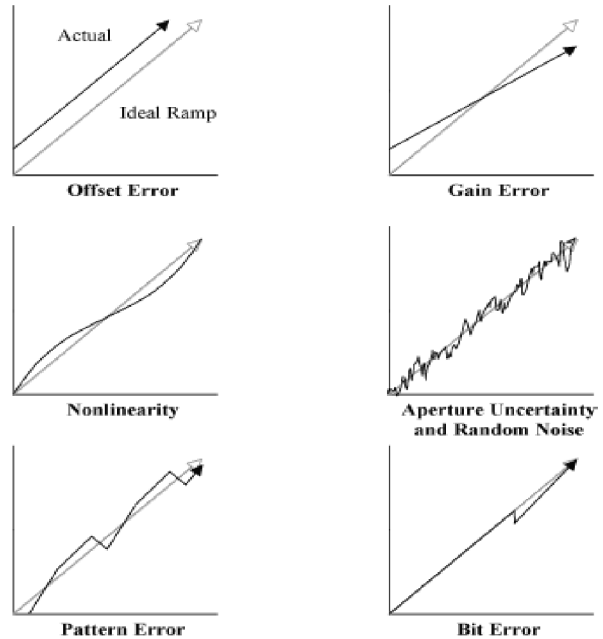 Actual
Ideal Ramp
Offset Error
Gain Error
Nonlinearity
Aperture Uncertainty
and Random Noise
Pattern Error
Bit Error